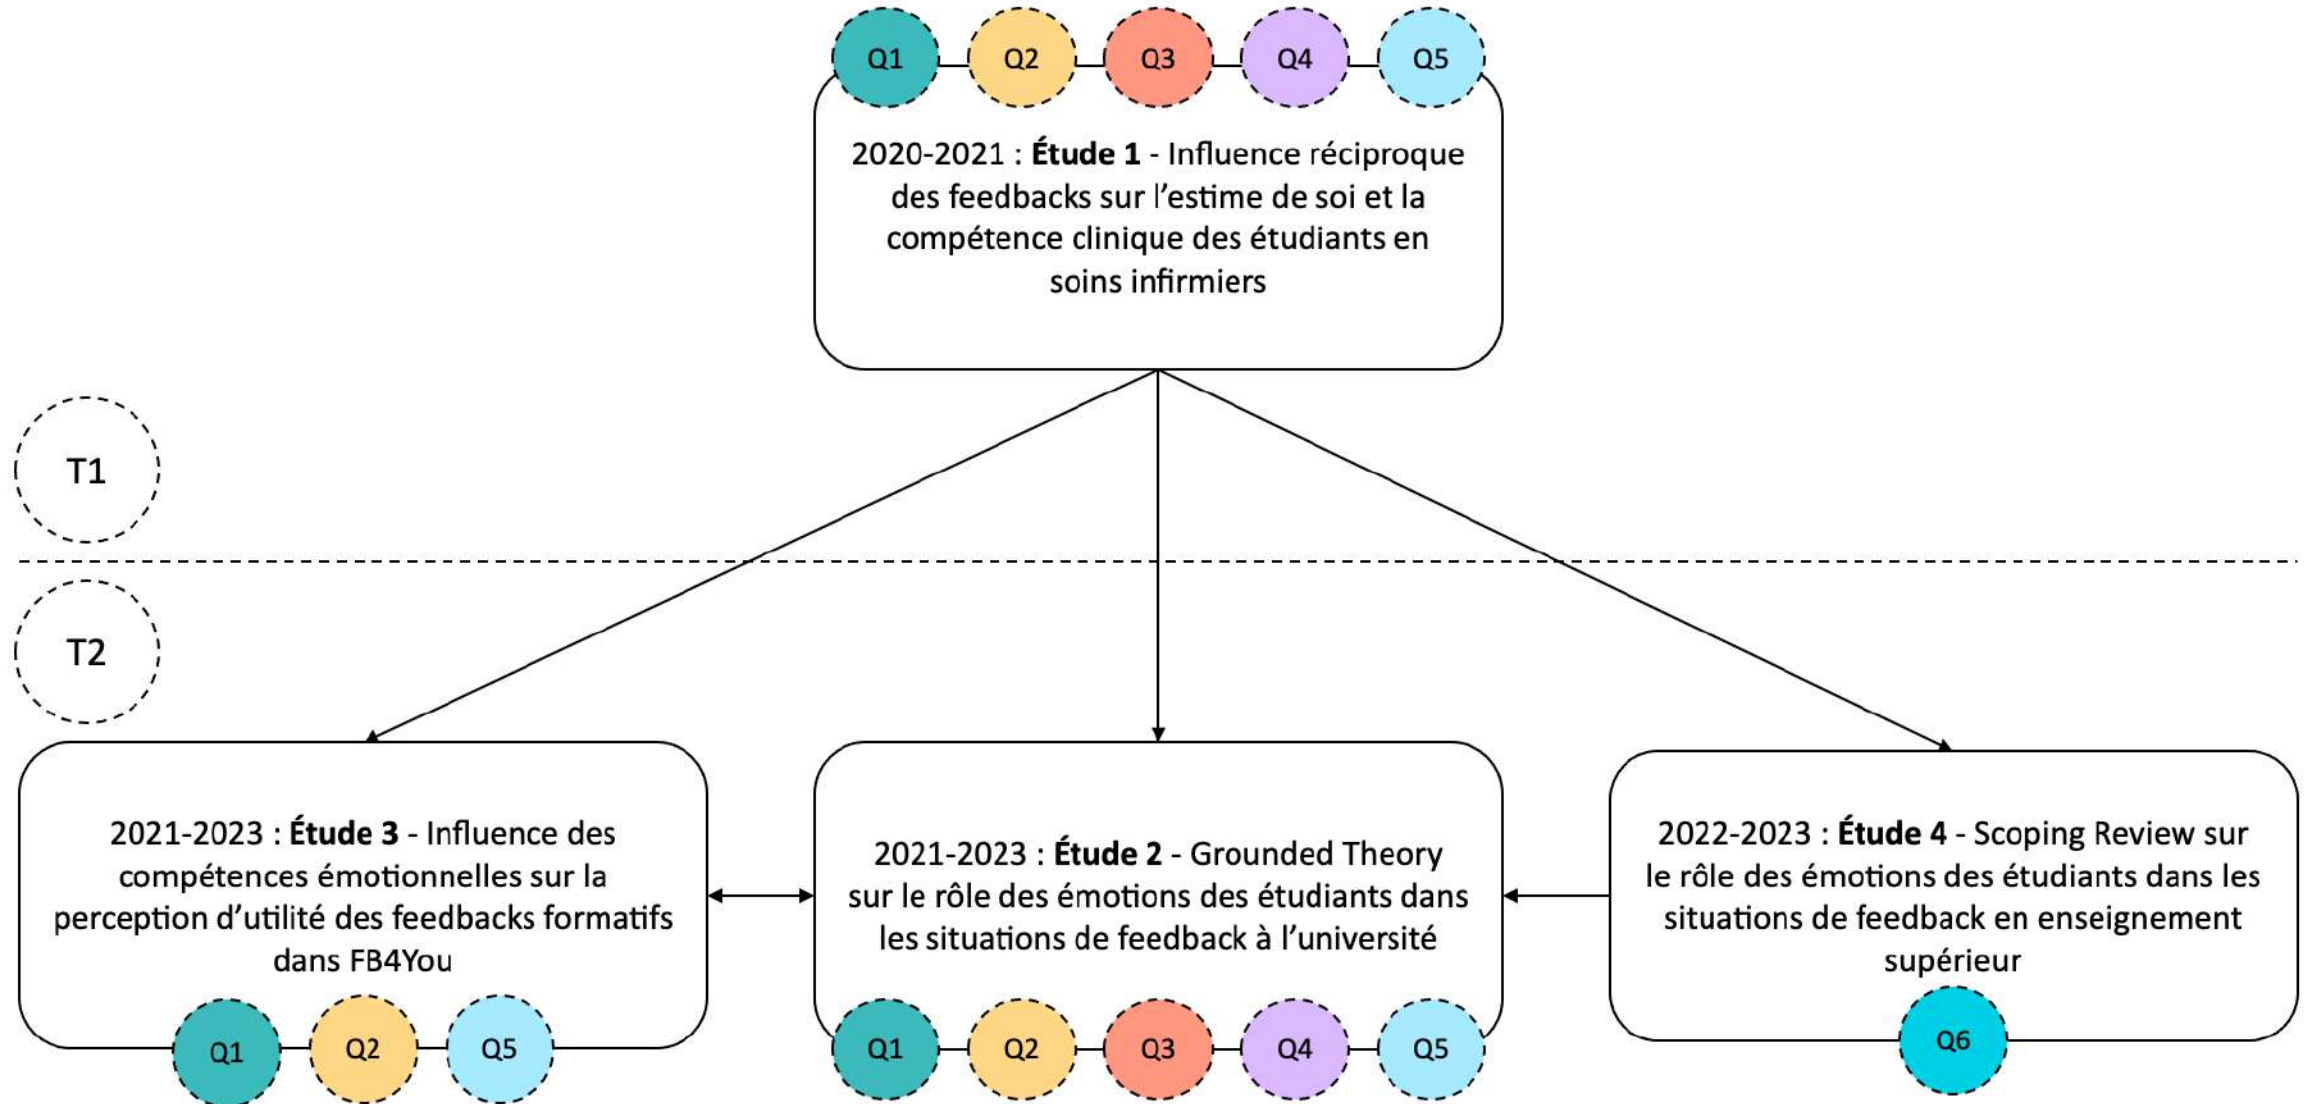 Q1 Q2 Q3 Q4 Q5
2020-2021 : Étude 1 - Influence réciproque
des feedbacks sur l’estime de soi et la
compétence clinique des étudiants en
soins infirmiers
T1
T2
2021-2023 : Étude 3 - Influence des
compétences émotionnelles sur la
perception d’utilité des feedbacks formatifs
dans FB4You
Q1 Q2 Q5
2021-2023 : Étude 2 - Grounded Theory
sur le rôle des émotions des étudiants dans
les situations de feedback à l’université
Q1 Q2 Q3 Q4 Q5
2022-2023 : Étude 4 - Scoping Review sur
le rôle des émotions des étudiants dans les
situations de feedback en enseignement
supérieur
Q6